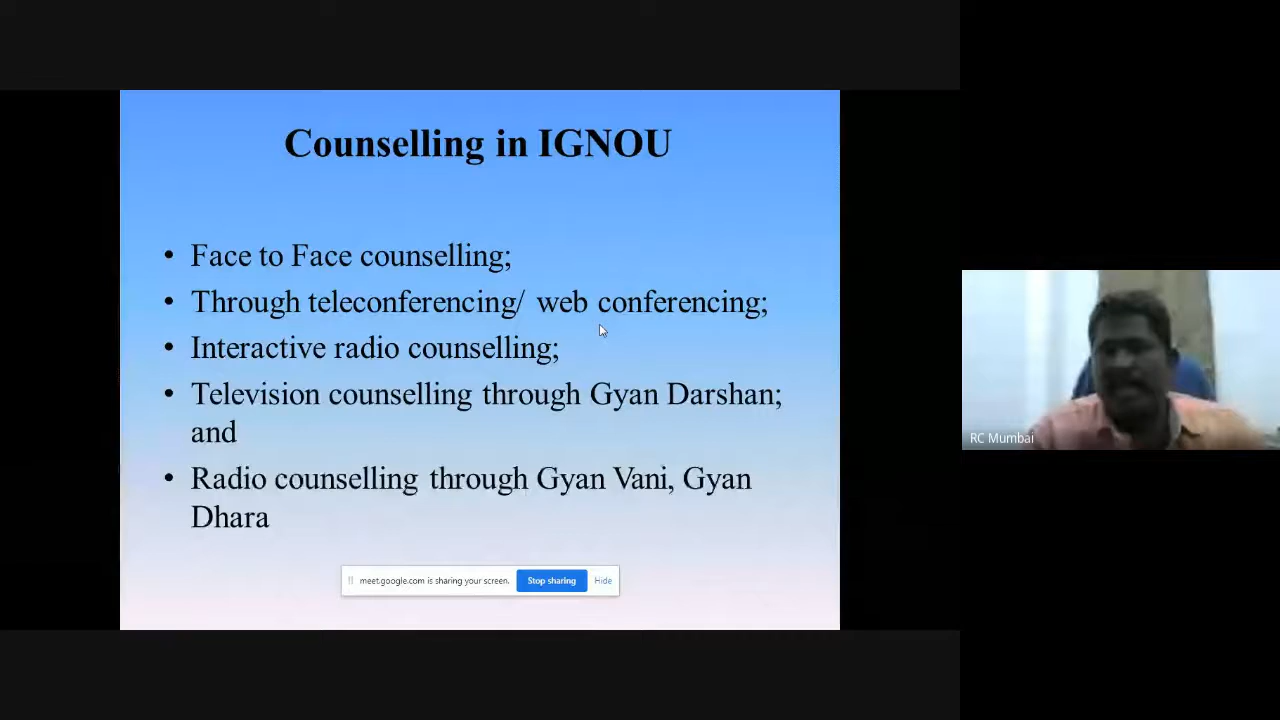 Counselling in IGNOU
• Face to Face counselling;
• Through teleconferencing/ web conferencing;
• Interactive radio counselling;
• Television counselling through Gyan Darshan;
and
• Radio counselling through Gyan Vani, Gyan
Dhara
meet.google.com is sharing your screen. Stop sharing Hide
RC Mumbai